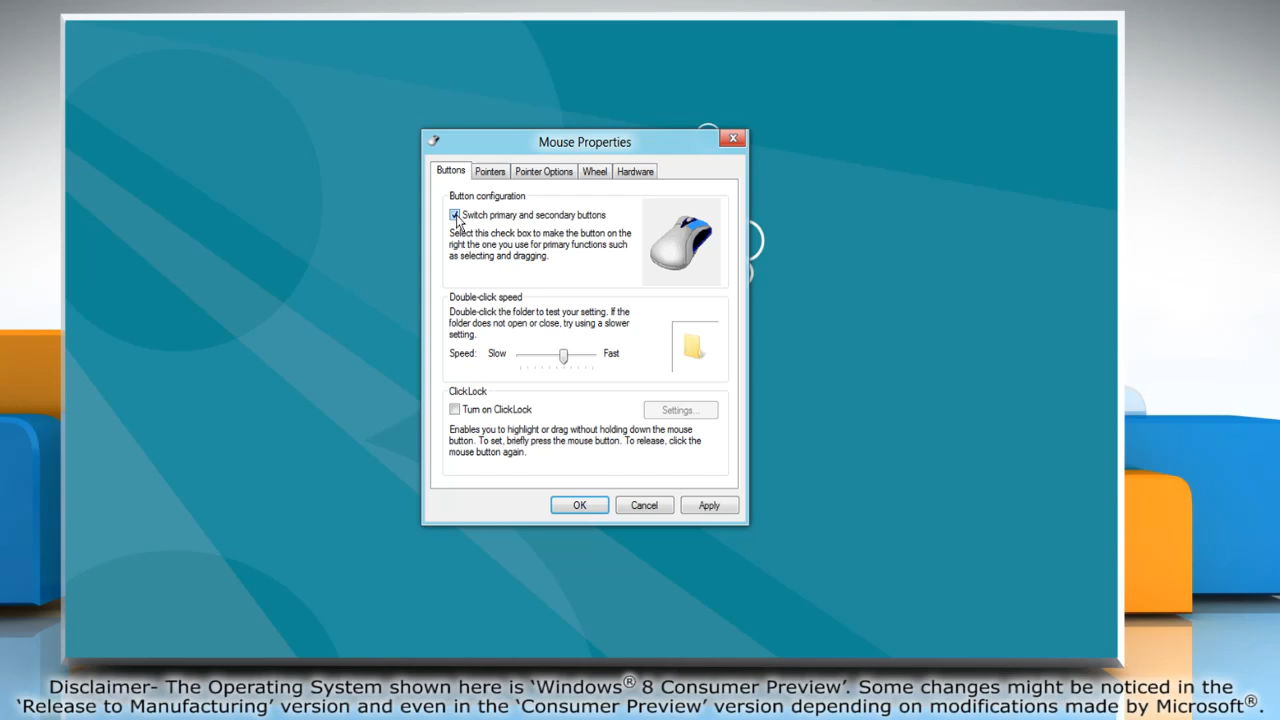 Mouse Properties
x
Buttons Pointers Pointer Options Wheel Hardware
Button configuration
Switch primary and secondary buttons
Select this check box to make the button on the
right the one you use for primary functions such
as selecting and dragging.
Double-click speed
Double-click the folder to test your setting. If the
folder does not open or close, try using a slower
setting.
Speed: Slow Fast
ClickLock
Turn on ClickLock Settings...
Enables you to highlight or drag without holding down the mouse
button. To set, briefly press the mouse button. To release, click the
mouse button again.
OK Cancel Apply
Disclaimer- The Operating System shown here is ‘Windows® 8 Consumer Preview’. Some changes might be noticed in the
‘Release to Manufacturing’ version and even in the ‘Consumer Preview’ version depending on modifications made by Microsoft®.